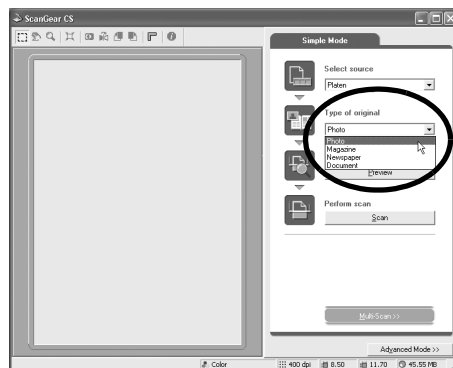 ScanGear CS
Simple Mode
Select source
Platen
Type of original
Photo
Photo
Magazine
Newspaper
Document
Preview
Perform scan
Scan
Multi-Scan >>
Advanced Mode >>
Color
400 dpi
8.50
11.70
45.55 MB